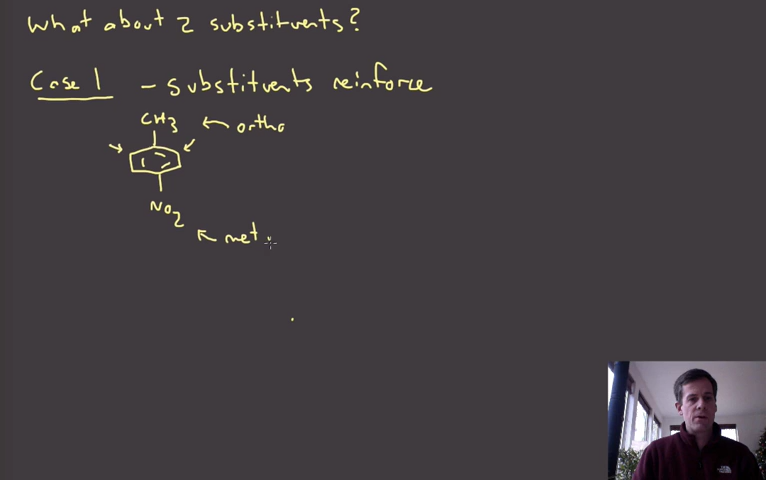 What about 2 substituents?
Case 1 - substituents reinforce
CH3 ← ortho
NO2
← met